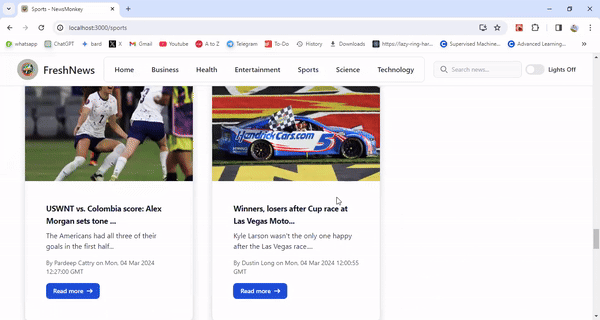 Sports - NewsMonkey
localhost:3000/sports
whatsapp ChatGPT bard X Gmail Youtube A to Z Telegram To-Do History Downloads https://lazy-ring-har... Supervised Machine... Advanced Learning...
FreshNews Home Business Health Entertainment Sports Science Technology Search news... Lights Off
HendrickCars.com 5
USWNT vs. Colombia score: Alex
Morgan sets tone ...
The Americans had all three of their
goals in the first half...
By Pardeep Cattry on Mon, 04 Mar 2024
12:27:00 GMT
Read more →
Winners, losers after Cup race at
Las Vegas Moto...
Kyle Larson wasn't the only one happy
after the Las Vegas race....
By Dustin Long on Mon, 04 Mar 2024 12:00:55
GMT
Read more →